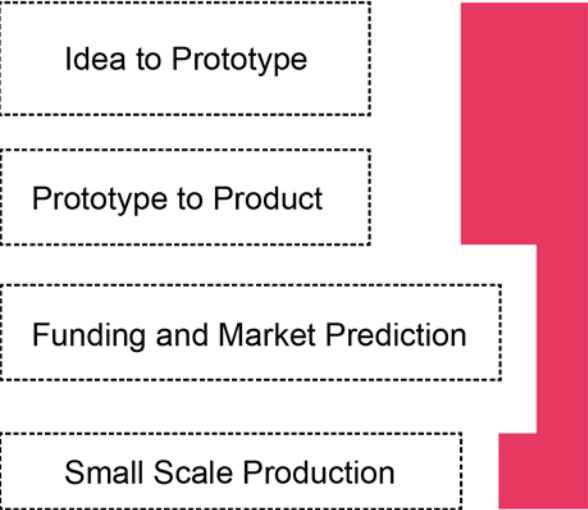 Idea to Prototype
Prototype to Product
Funding and Market Prediction
Small Scale Production